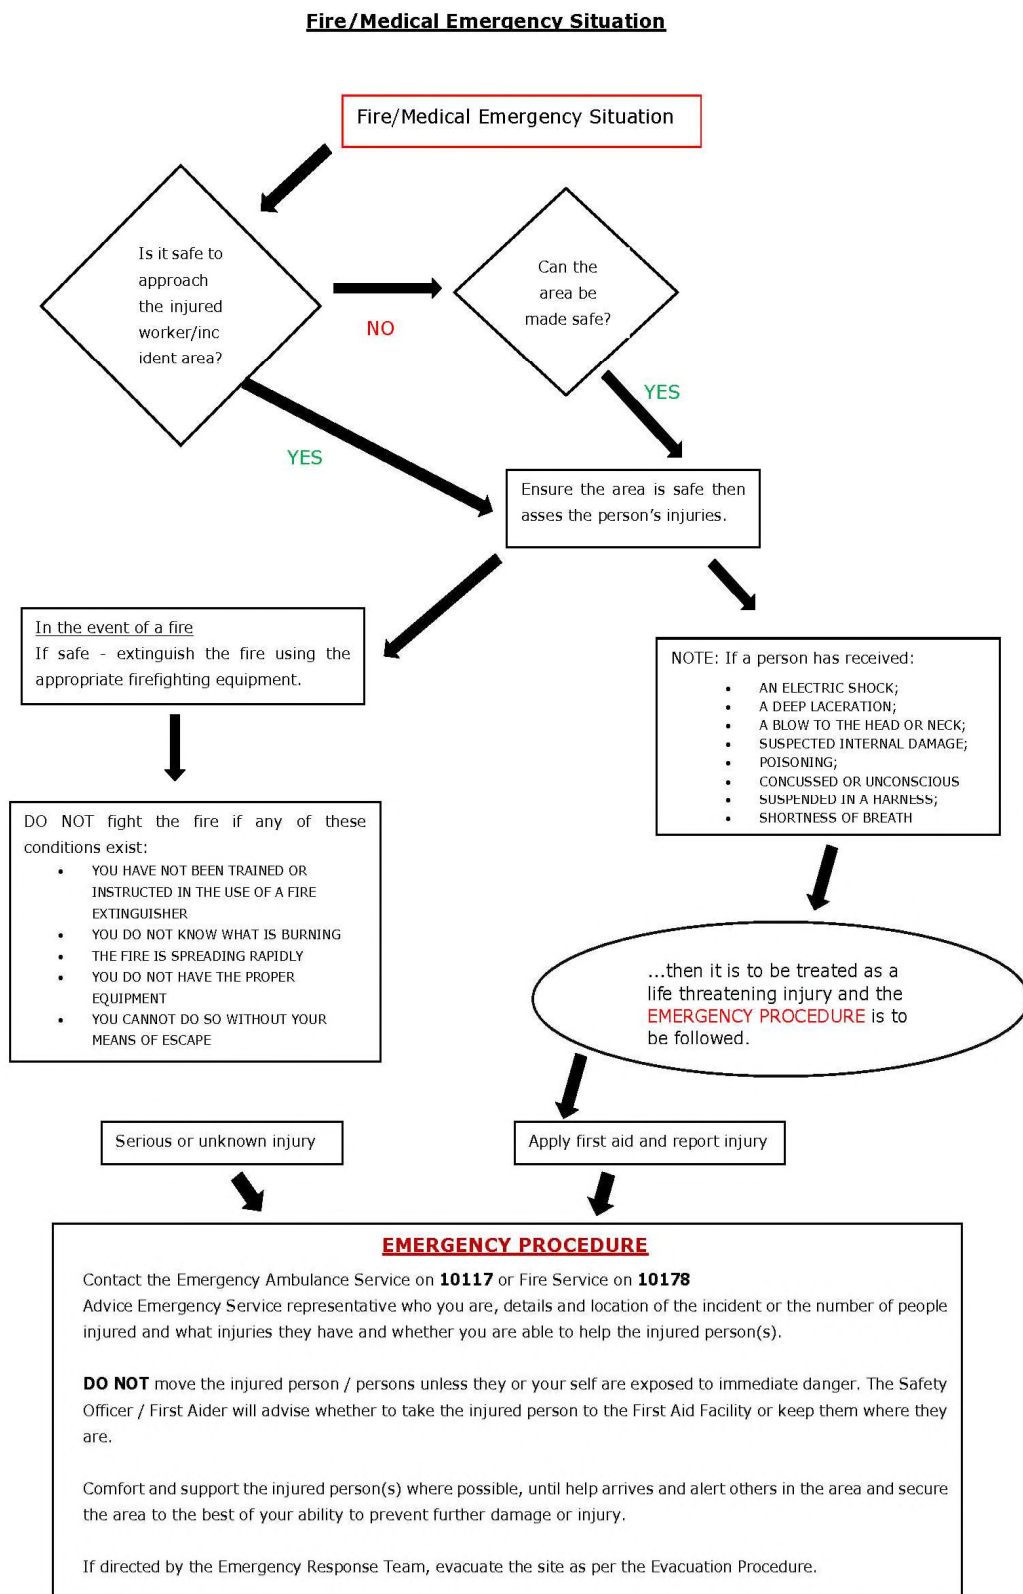 Fire/Medical Emergency Situation
Fire/Medical Emergency Situation
Is it safe to
approach
the injured
worker/inc
ident area?
NO
Can the
area be
made safe?
YES
YES
Ensure the area is safe then
asses the person's injuries.
In the event of a fire
If safe - extinguish the fire using the
appropriate firefighting equipment.
NOTE: If a person has received:
• AN ELECTRIC SHOCK;
• A DEEP LACERATION;
• A BLOW TO THE HEAD OR NECK;
• SUSPECTED INTERNAL DAMAGE;
• POISONING;
• CONCUSSED OR UNCONSCIOUS
• SUSPENDED IN A HARNESS;
• SHORTNESS OF BREATH
DO NOT fight the fire if any of these
conditions exist:
• YOU HAVE NOT BEEN TRAINED OR
INSTRUCTED IN THE USE OF A FIRE
EXTINGUISHER
• YOU DO NOT KNOW WHAT IS BURNING
• THE FIRE IS SPREADING RAPIDLY
• YOU DO NOT HAVE THE PROPER
EQUIPMENT
• YOU CANNOT DO SO WITHOUT YOUR
MEANS OF ESCAPE
...then it is to be treated as a
life threatening injury and the
EMERGENCY PROCEDURE is to
be followed.
Serious or unknown injury
Apply first aid and report injury
EMERGENCY PROCEDURE
Contact the Emergency Ambulance Service on 10117 or Fire Service on 10178
Advice Emergency Service representative who you are, details and location of the incident or the number of people
injured and what injuries they have and whether you are able to help the injured person(s).
DO NOT move the injured person / persons unless they or your self are exposed to immediate danger. The Safety
Officer / First Aider will advise whether to take the injured person to the First Aid Facility or keep them where they
are.
Comfort and support the injured person(s) where possible, until help arrives and alert others in the area and secure
the area to the best of your ability to prevent further damage or injury.
If directed by the Emergency Response Team, evacuate the site as per the Evacuation Procedure.